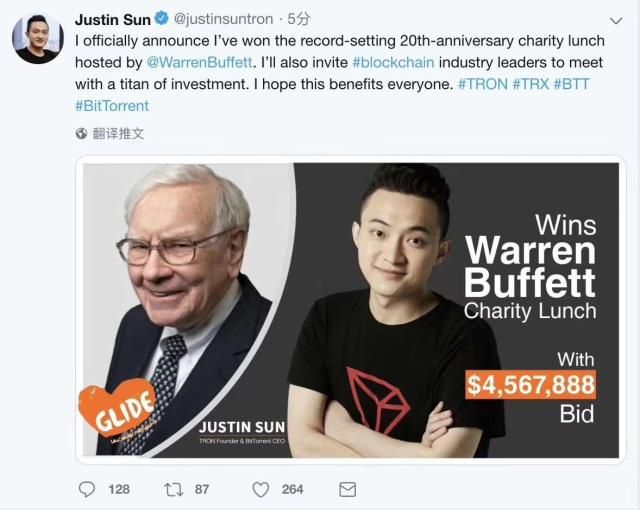 Justin Sun @justinsuntron · 5分
I officially announce I've won the record-setting 20th-anniversary charity lunch
hosted by @WarrenBuffett. I'll also invite #blockchain industry leaders to meet
with a titan of investment. I hope this benefits everyone. #TRON #TRX #BTT
#BitTorrent
翻译推文
Wins
Warren
Buffett
Charity Lunch
With
$4,567,888
Bid
GLIDE
JUSTIN SUN
TRON Founder & BitTorrent CEO
128 87 264